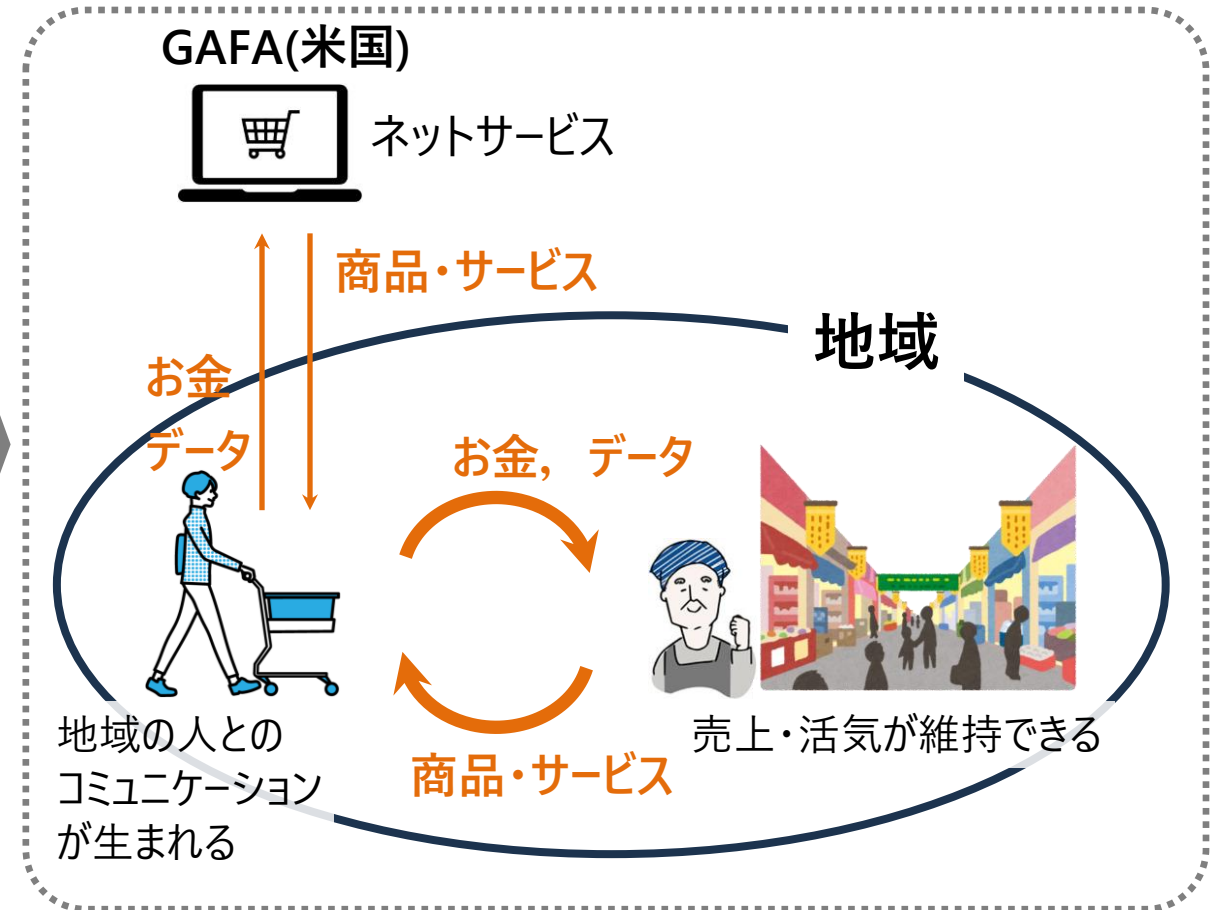 GAFA(米国)
ネットサービス
商品・サービス
地域
お金
データ
お金, データ
商品・サービス
地域の人との
コミュニケーション
が生まれる
売上・活気が維持できる